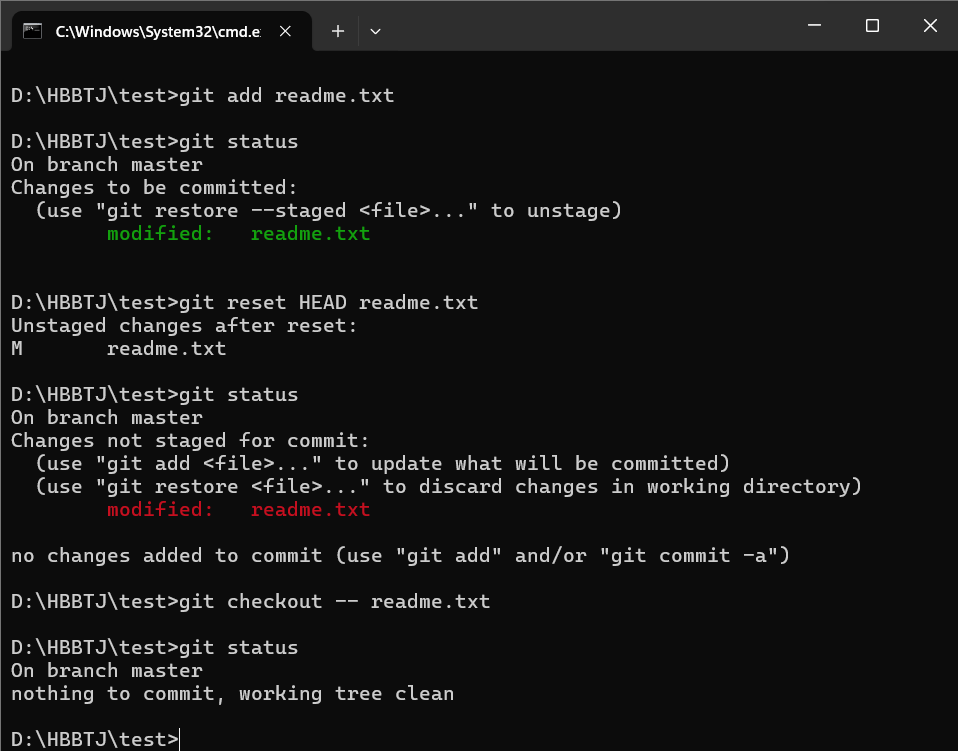 C:\Windows\System32\cmd.e
D:\HBBTJ\test>git add readme.txt
D:\HBBTJ\test>git status
On branch master
Changes to be committed:
  (use "git restore --staged <file>..." to unstage)
        modified:   readme.txt
D:\HBBTJ\test>git reset HEAD readme.txt
Unstaged changes after reset:
M       readme.txt
D:\HBBTJ\test>git status
On branch master
Changes not staged for commit:
  (use "git add <file>..." to update what will be committed)
  (use "git restore <file>..." to discard changes in working directory)
        modified:   readme.txt
no changes added to commit (use "git add" and/or "git commit -a")
D:\HBBTJ\test>git checkout -- readme.txt
D:\HBBTJ\test>git status
On branch master
nothing to commit, working tree clean
D:\HBBTJ\test>